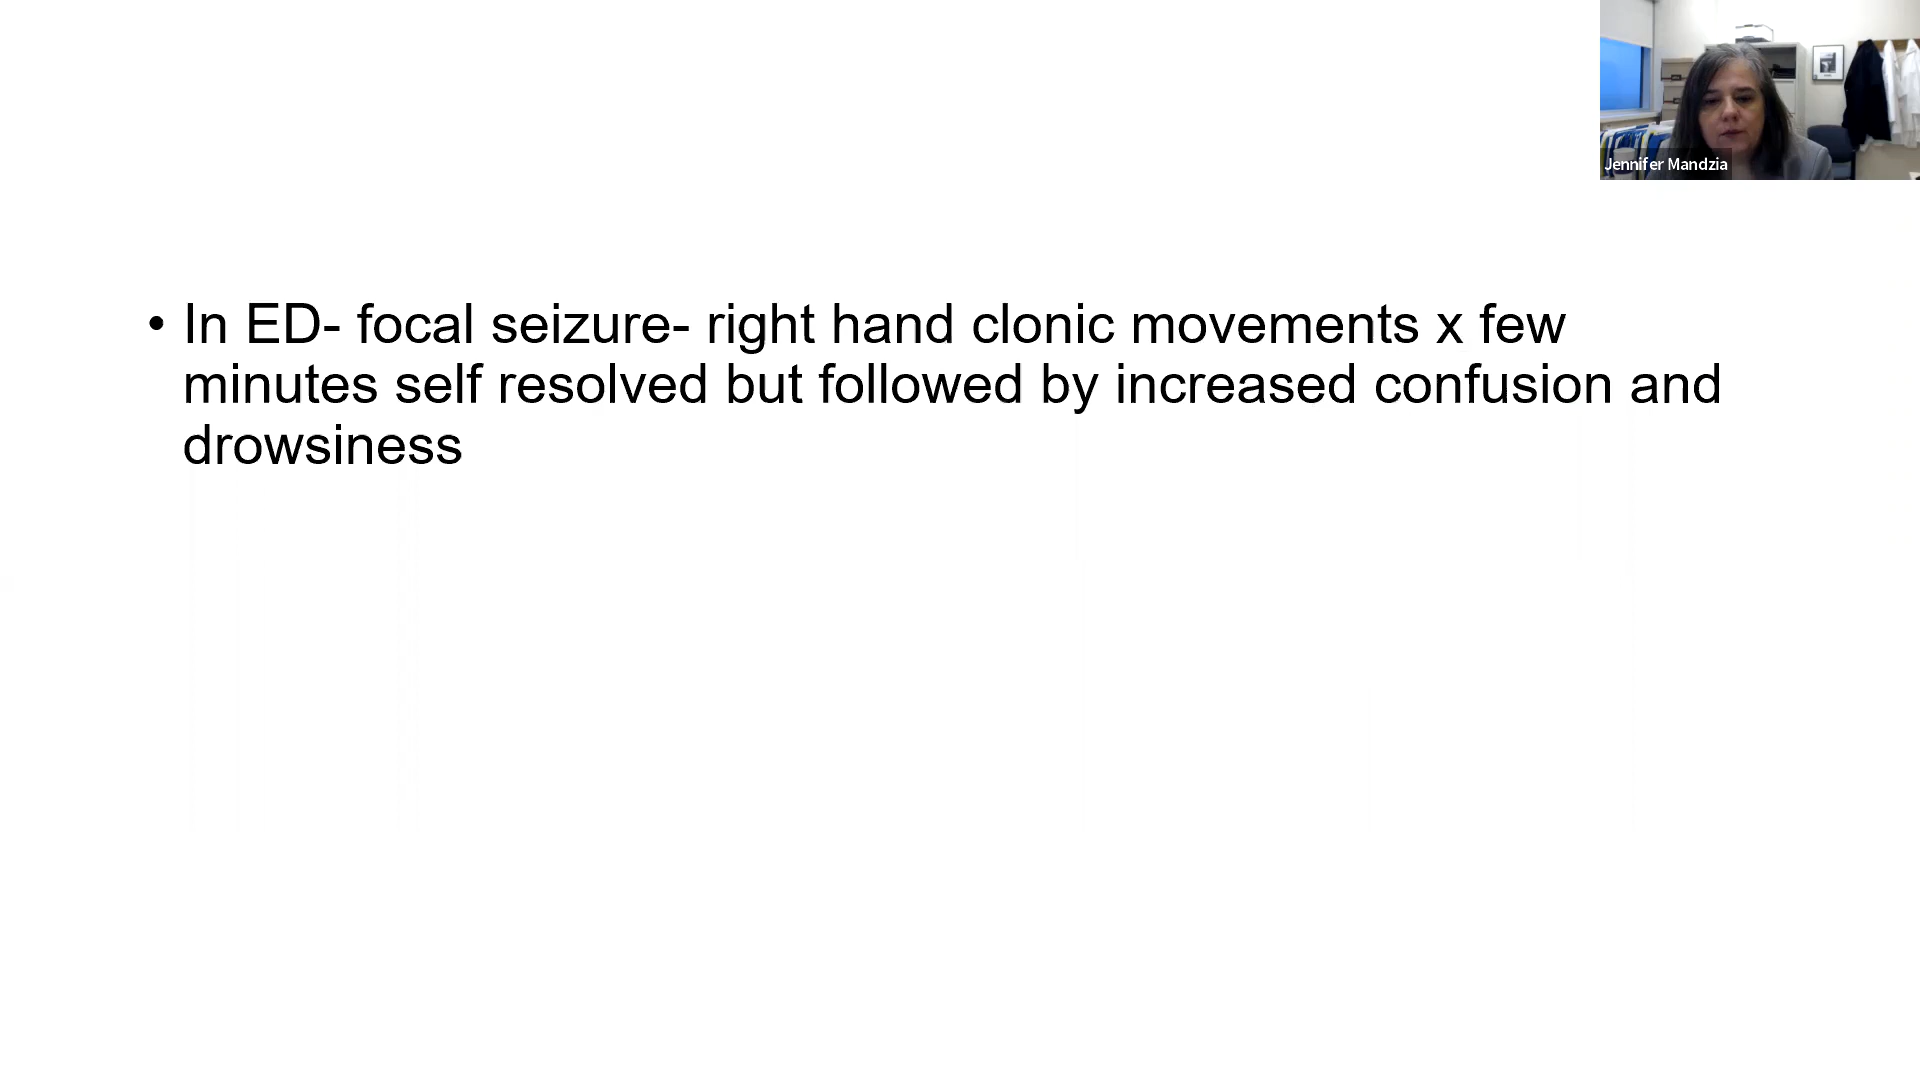 Jennifer Mandzia
• In ED- focal seizure- right hand clonic movements x few
minutes self resolved but followed by increased confusion and
drowsiness